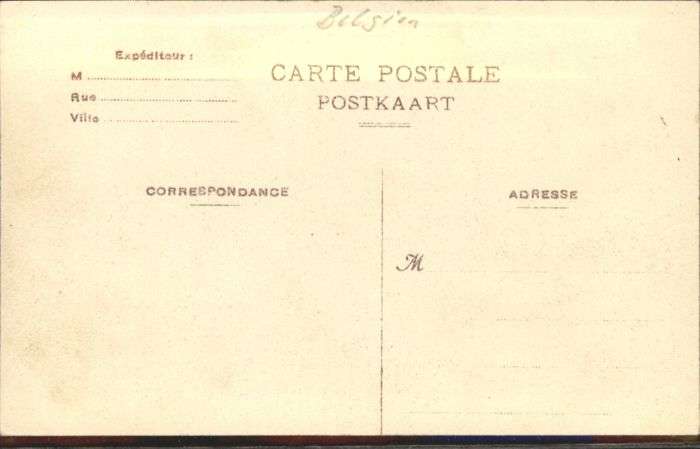 Belgien
Expéditeur :
M
Rue
Ville
CARTE POSTALE
POSTKAART
CORRESPONDANCE
ADRESSE
M